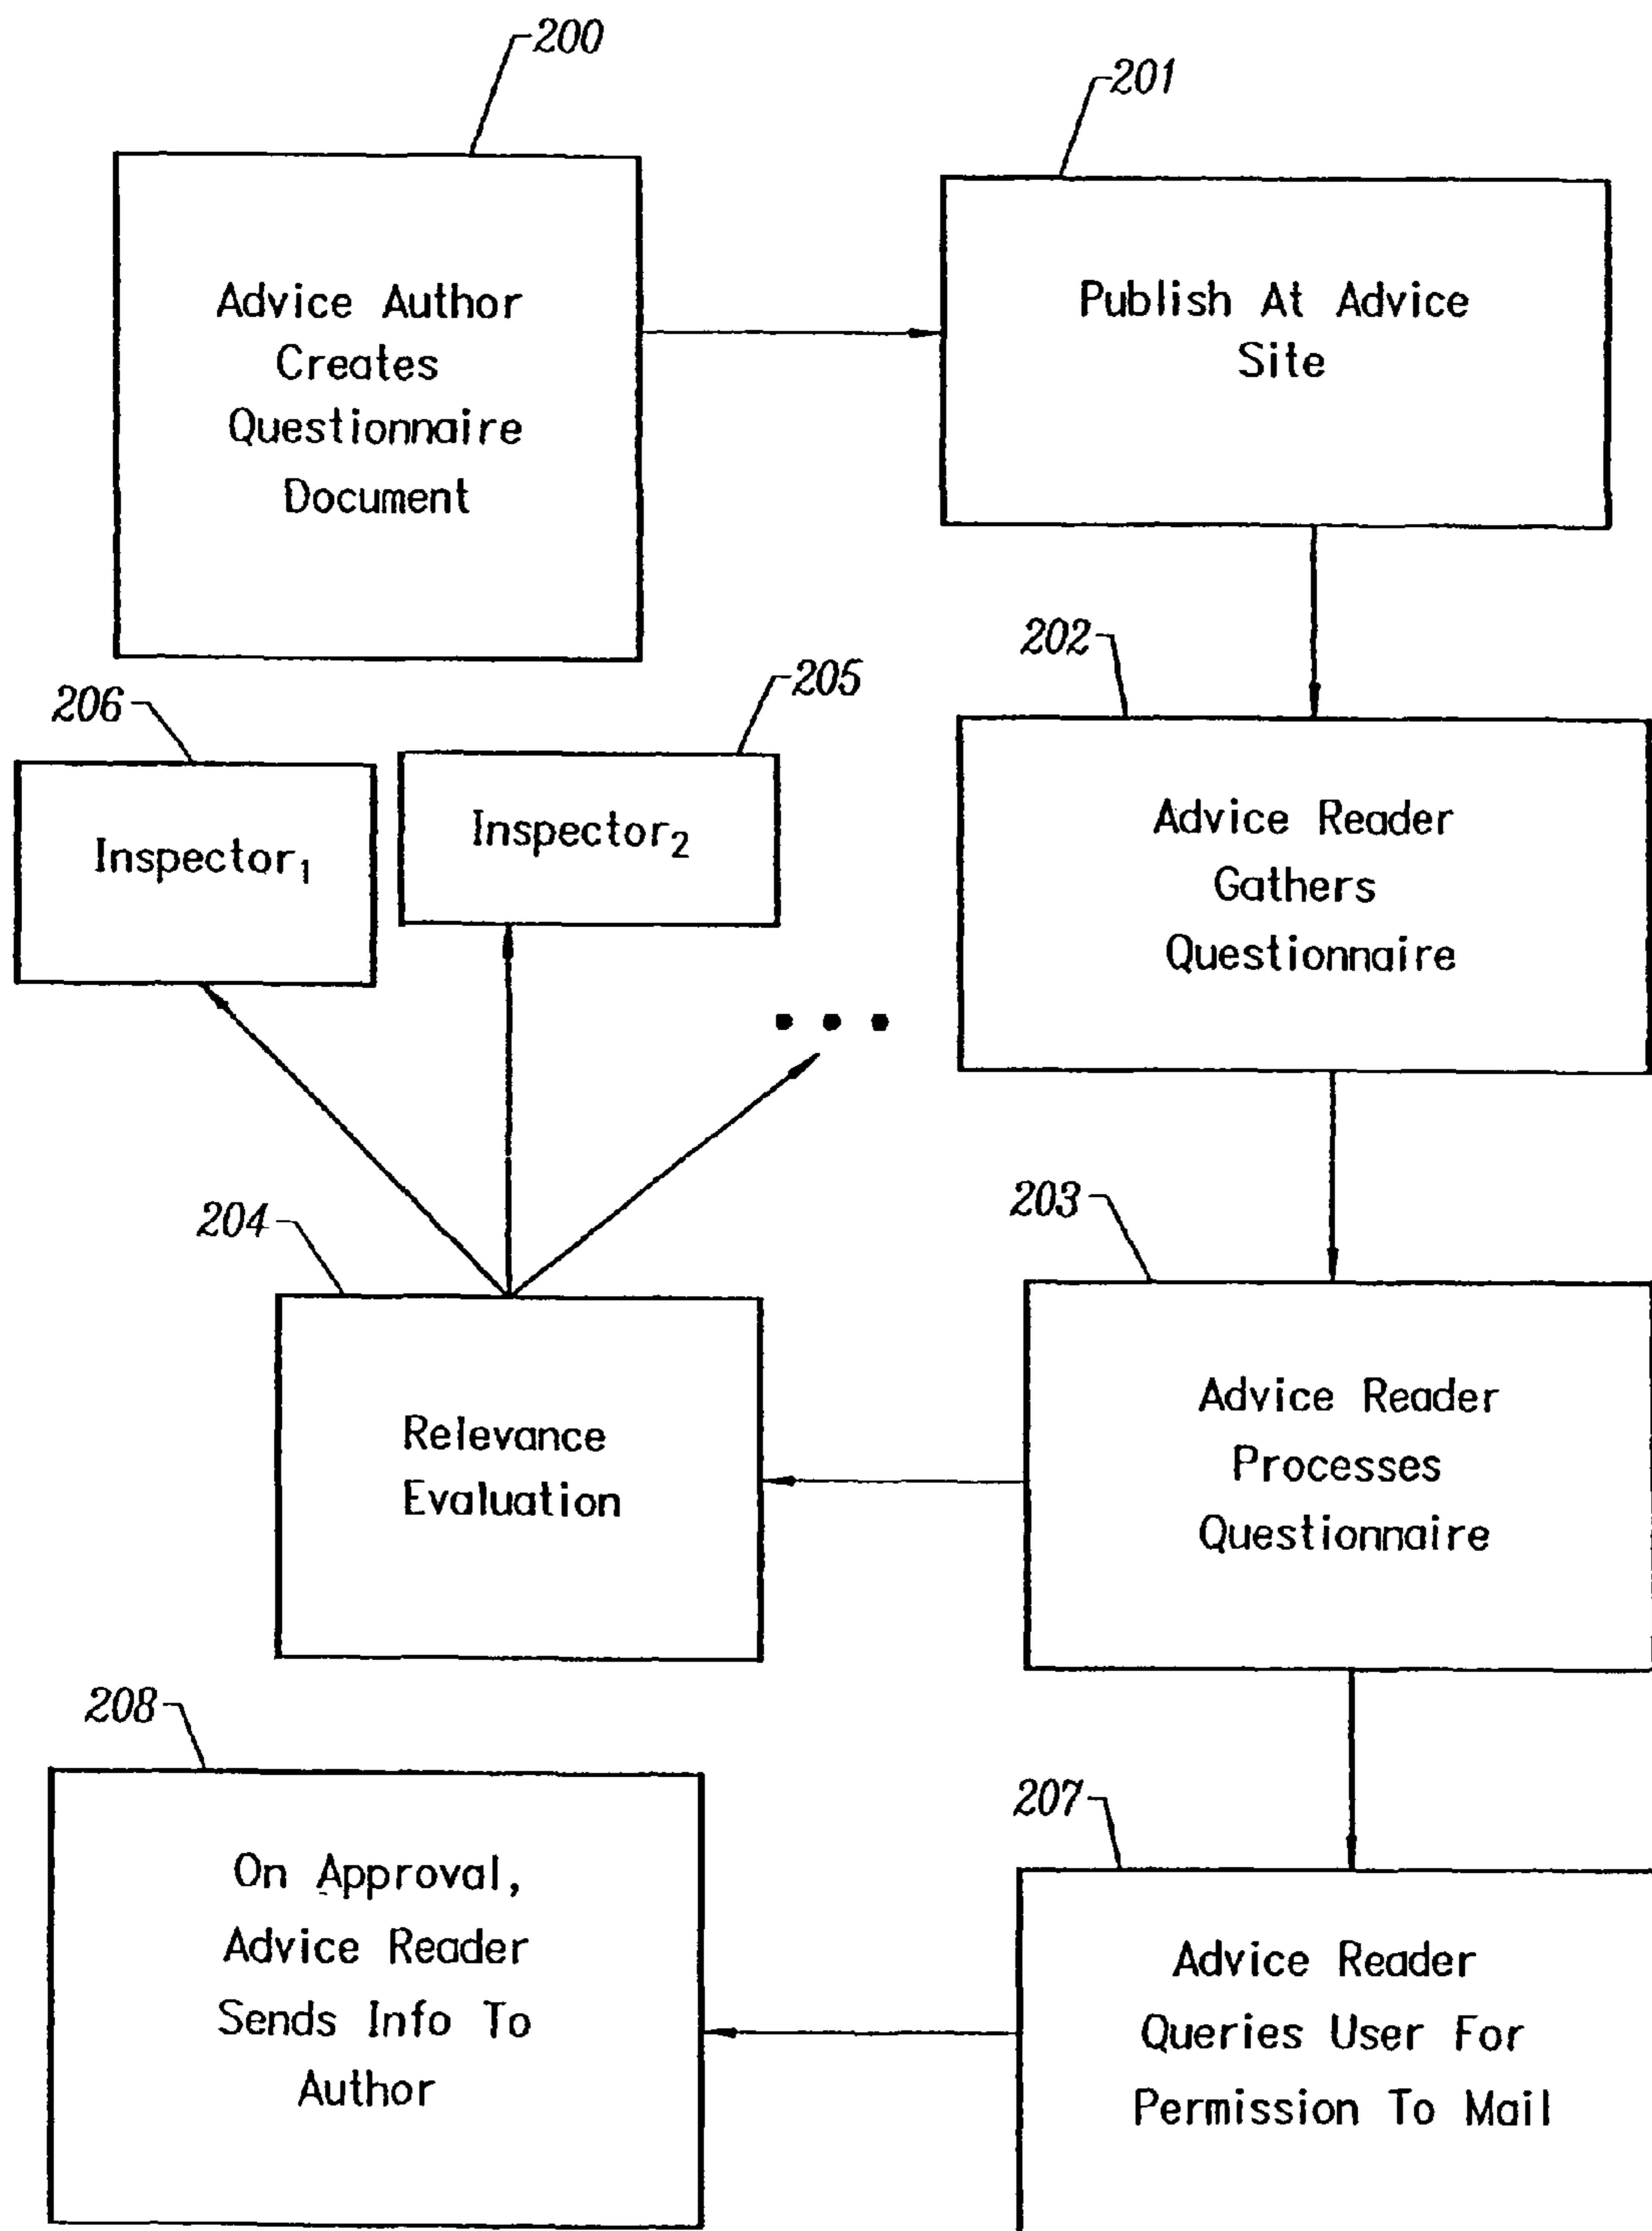 200
201
Advice Author
Creates
Questionnaire
Document
Publish At Advice
Site
202
206
205
Inspector₁
Inspector₂
Advice Reader
Gathers
Questionnaire
• • •
204
203
Relevance
Evaluation
Advice Reader
Processes
Questionnaire
208
207
On Approval,
Advice Reader
Sends Info To
Author
Advice Reader
Queries User For
Permission To Mail